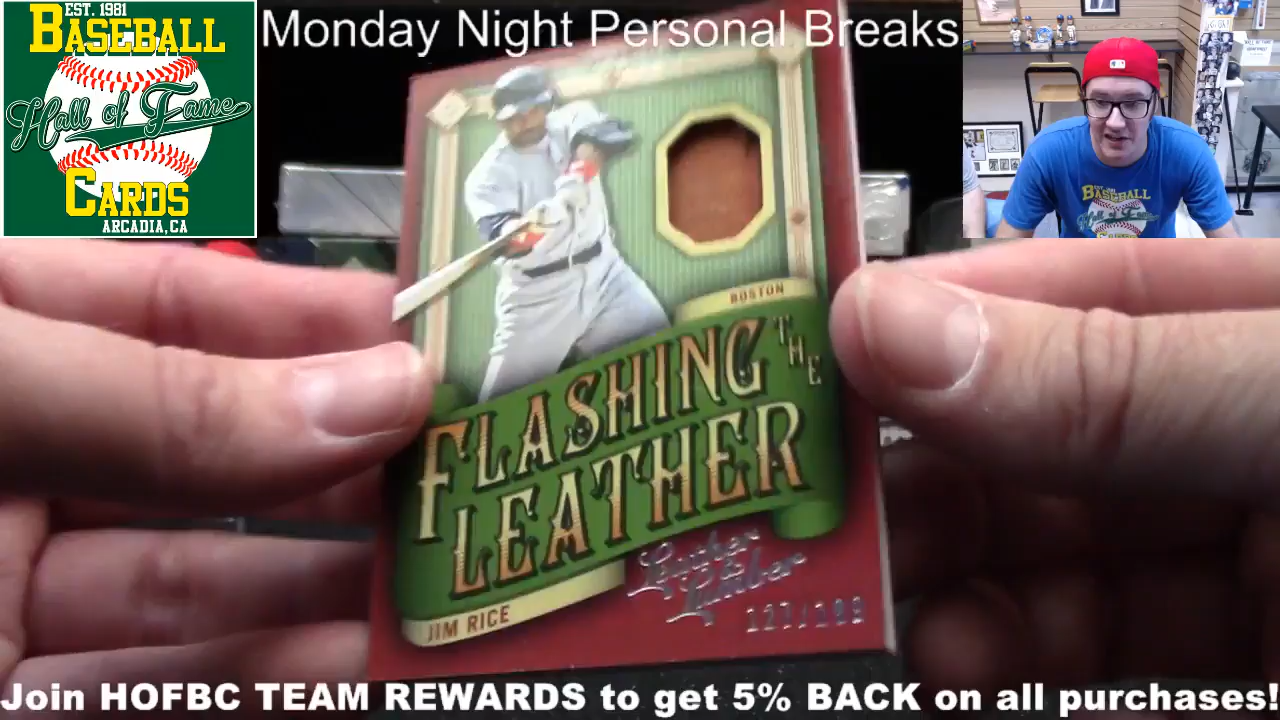 EST. 1981
BASEBALL
Hall of Fame
CARDS
ARCADIA, CA
Monday Night Personal Breaks
BASEBALL
BOSTON
FLASHING THE
LEATHER
Leather & Lumber
JIM RICE
Join HOFBC TEAM REWARDS to get 5% BACK on all purchases!